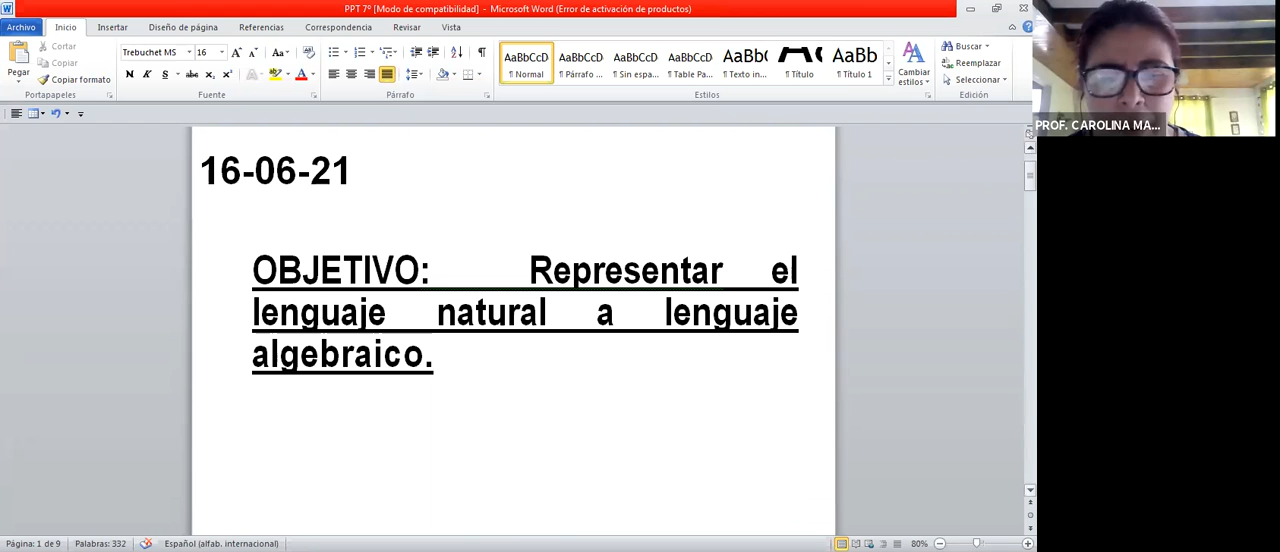 PPT 7º [Modo de compatibilidad] - Microsoft Word (Error de activación de productos)
Archivo Inicio Insertar Diseño de página Referencias Correspondencia Revisar Vista
Pegar
Cortar
Copiar
Copiar formato
Portapapeles
Trebuchet MS 16
N K S abc x₂ x²
Fuente
Párrafo
AaBbCcD AaBbCcD AaBbCcD AaBbCcD AaBb( AaBb
¶ Normal ¶ Párrafo ... ¶ Sin espa... ¶ Table Pa... ¶ Texto in... ¶ Título ¶ Título 1
Cambiar estilos
Estilos
Buscar
Reemplazar
Seleccionar
Edición
PROF. CAROLINA MA...
16-06-21
OBJETIVO: Representar el
lenguaje natural a lenguaje
algebraico.
Página: 1 de 9 Palabras: 332 Español (alfab. internacional) 80%